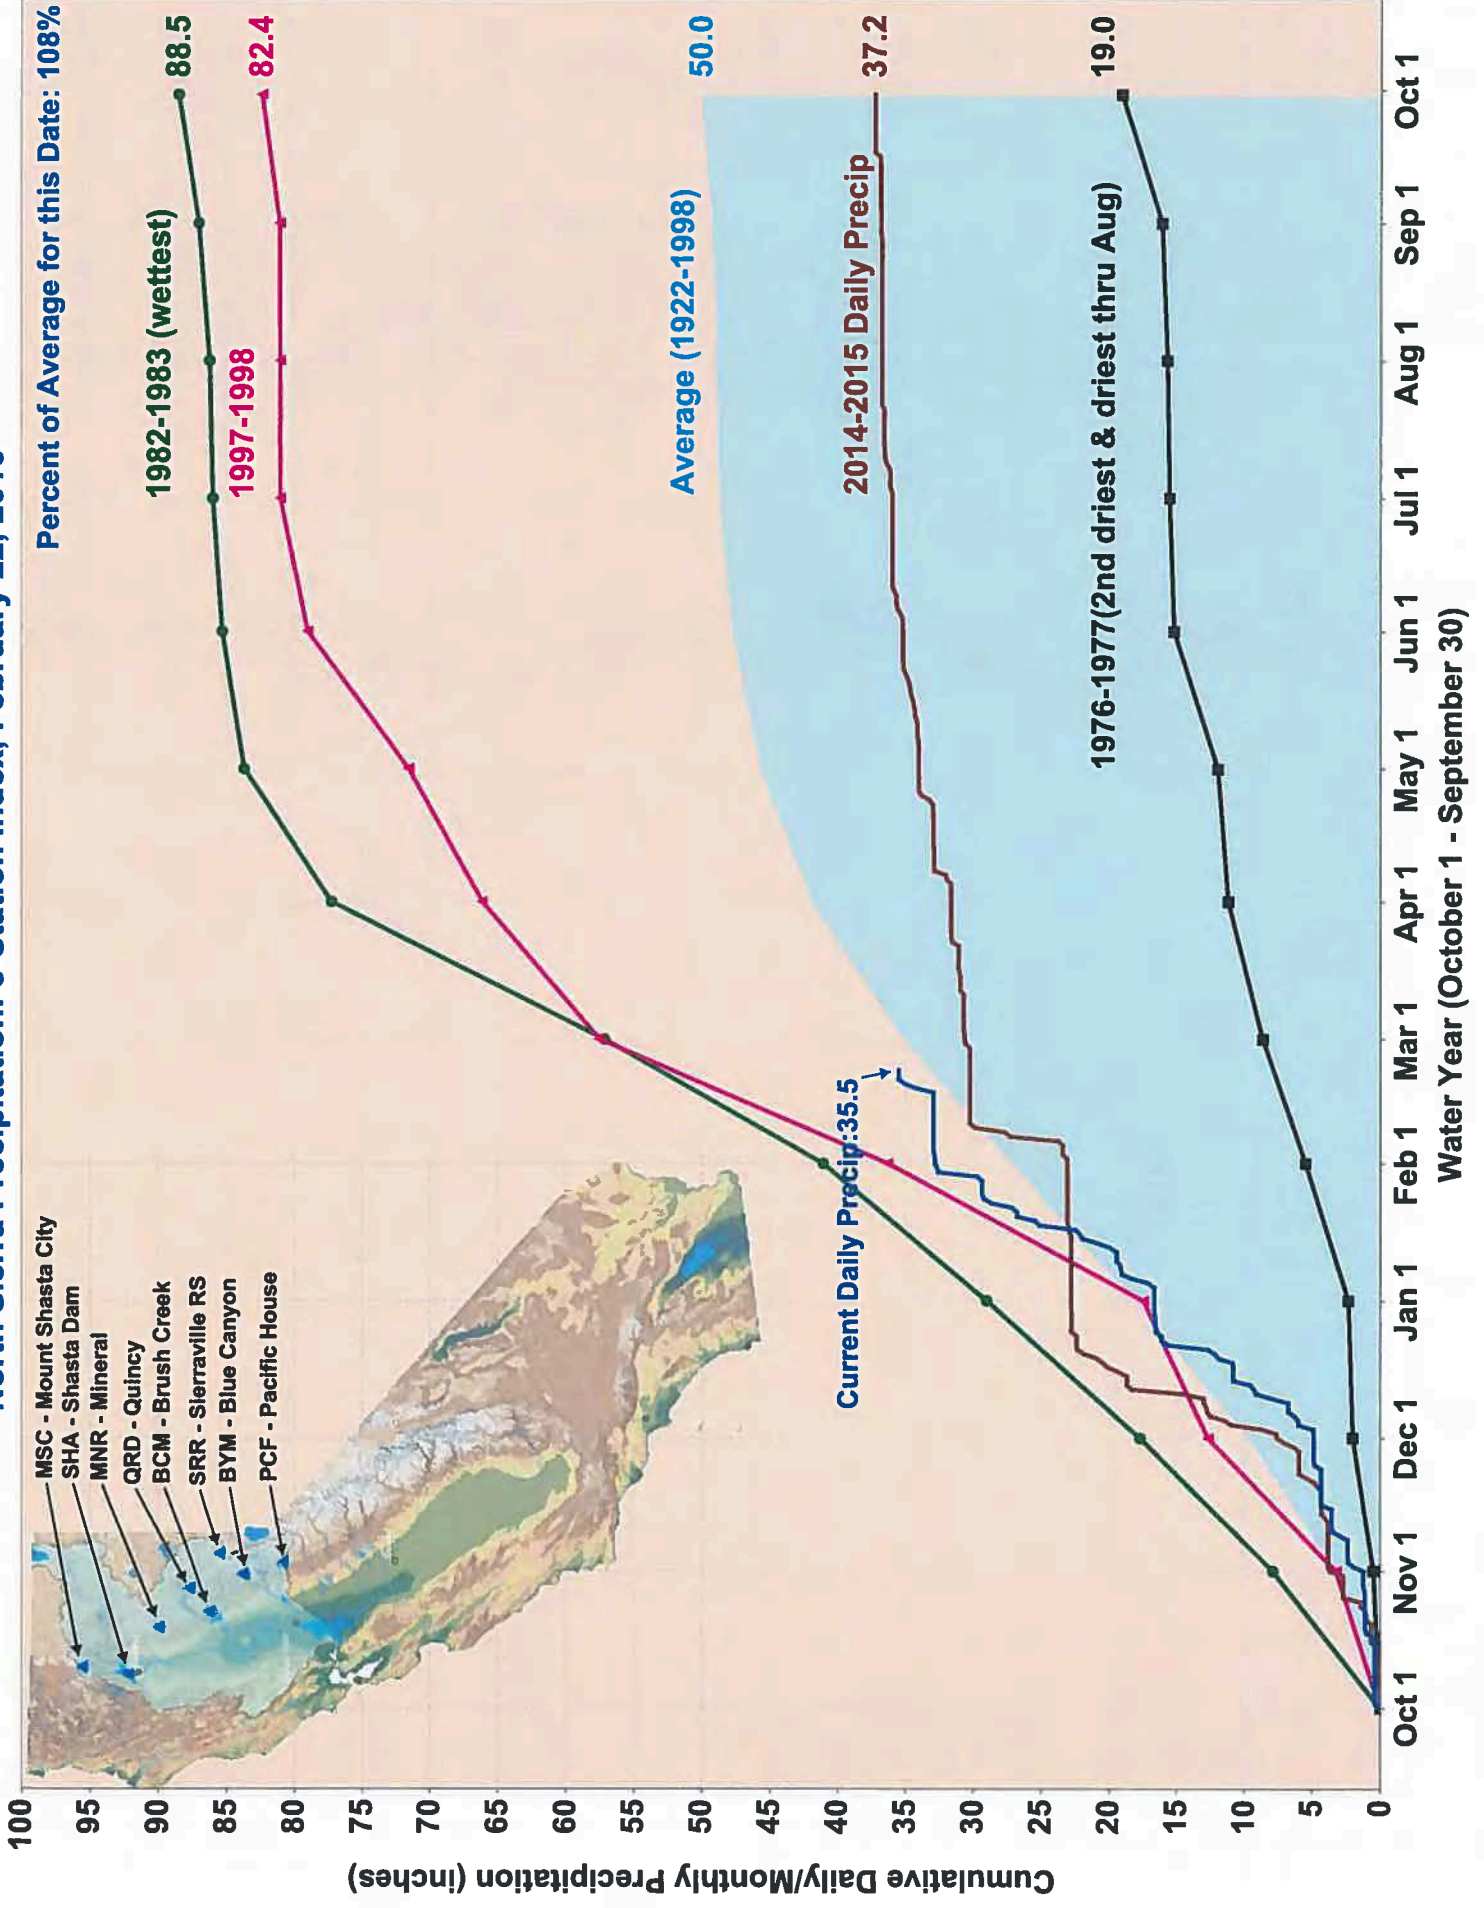 Percent of Average for this Date: 108%
MSC - Mount Shasta City
SHA - Shasta Dam
MNR - Mineral
QRD - Quincy
BCM - Brush Creek
SRR - Sierraville RS
BYM - Blue Canyon
PCF - Pacific House
1982-1983 (wettest)
88.5
1997-1998
82.4
Average (1922-1998)
50.0
2014-2015 Daily Precip
37.2
Current Daily Precip:35.5
1976-1977(2nd driest & driest thru Aug)
19.0
Cumulative Daily/Monthly Precipitation (inches)
100
95
90
85
80
75
70
65
60
55
50
45
40
35
30
25
20
15
10
5
0
Oct 1
Nov 1
Dec 1
Jan 1
Feb 1
Mar 1
Apr 1
May 1
Jun 1
Jul 1
Aug 1
Sep 1
Oct 1
Water Year (October 1 - September 30)